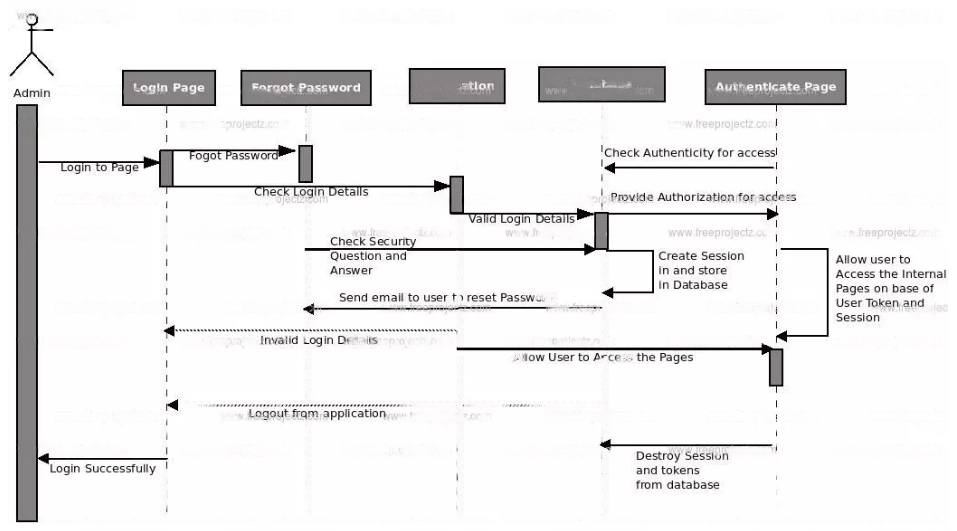 Admin
Login Page
Forgot Password
Authenticate Page
www.freeprojectz.com
Check Authenticity for access
Fogot Password
Login to Page
Check Login Details
Provide Authorization for access
Valid Login Details
Check Security
Question and
Answer
Create Session
in and store
in Database
Allow user to
Access the Internal
Pages on base of
User Token and
Session
Send email to user to reset
Invalid Login Details
Allow User to Access the Pages
Logout from application
Login Successfully
Destroy Session
and tokens
from database